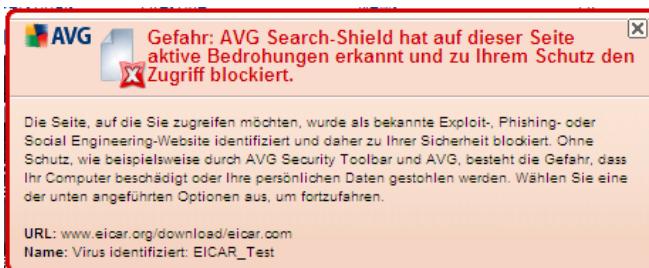 AVG
Gefahr: AVG Search-Shield hat auf dieser Seite
aktive Bedrohungen erkannt und zu Ihrem Schutz den
Zugriff blockiert.
Die Seite, auf die Sie zugreifen möchten, wurde als bekannte Exploit-, Phishing- oder
Social Engineering-Website identifiziert und daher zu Ihrer Sicherheit blockiert. Ohne
Schutz, wie beispielsweise durch AVG Security Toolbar und AVG, besteht die Gefahr, dass
Ihr Computer beschädigt oder Ihre persönlichen Daten gestohlen werden. Wählen Sie eine
der unten angeführten Optionen aus, um fortzufahren.
URL: www.eicar.org/download/eicar.com
Name: Virus identifiziert: EICAR_Test